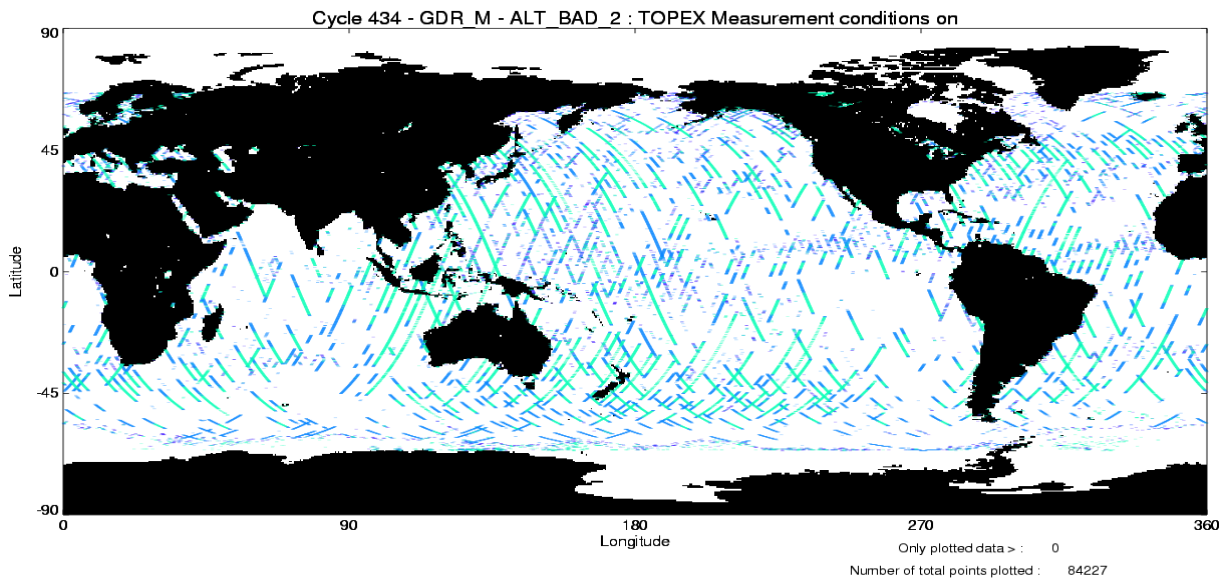 Cycle 434 - GDR_M - ALT_BAD_2 : TOPEX Measurement conditions on
90
45
0
-45
-90
Latitude
0 90 180 270 360
Longitude
Only plotted data > : 0
Number of total points plotted : 84227